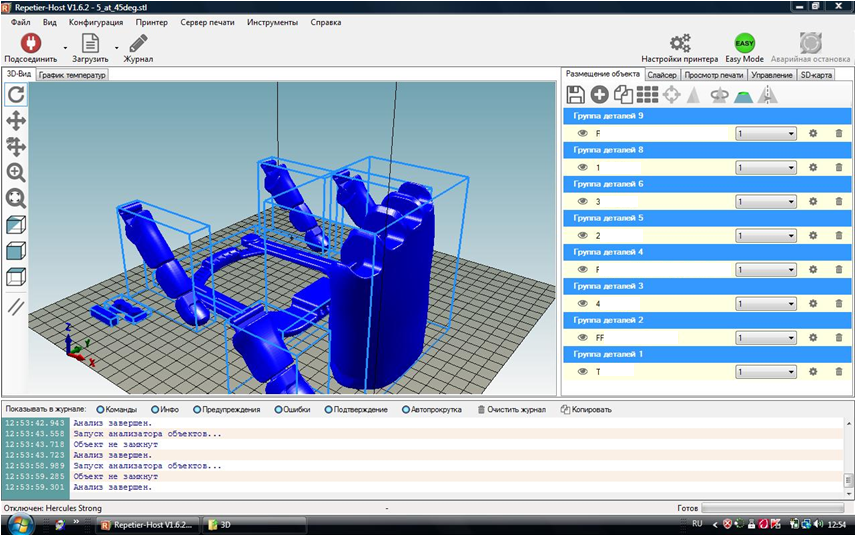 Repetier-Host V1.6.2 - 5_at_45deg.stl
Файл Вид Конфигурация Принтер Сервер печати Инструменты Справка
Подсоединить Загрузить Журнал Настройки принтера Easy Mode Аварийная остановка
EASY
3D-Вид График температур
Размещение объекта Слайсер Просмотр печати Управление SD-карта
Группа деталей 9
F 1
Группа деталей 8
1 1
Группа деталей 6
3 1
Группа деталей 5
2 1
Группа деталей 4
F 1
Группа деталей 3
4 1
Группа деталей 2
FF 1
Группа деталей 1
T 1
Z
Y
X
Показывать в журнале: Команды Инфо Предупреждения Ошибки Подтверждение Автопрокрутка Очистить журнал Копировать
12:53:42.943 Анализ завершен.
12:53:43.558 Запуск анализатора объектов...
12:53:43.718 Объект не замкнут
12:53:43.723 Анализ завершен.
12:53:58.989 Запуск анализатора объектов...
12:53:59.285 Объект не замкнут
12:53:59.301 Анализ завершен.
Отключен: Hercules Strong - Готов
Repetier-Host V1.6.2... 3D RU 12:54